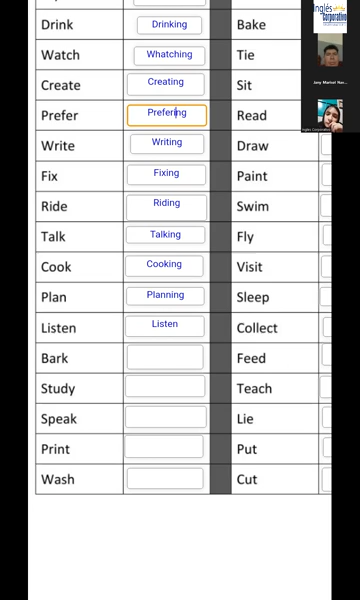 Drink Drinking Bake
Watch Whatching Tie
Create Creating Sit
Prefer Prefering Read
Write Writing Draw
Fix Fixing Paint
Ride Riding Swim
Talk Talking Fly
Cook Cooking Visit
Plan Planning Sleep
Listen Listen Collect
Bark Feed
Study Teach
Speak Lie
Print Put
Wash Cut
Inglés
Corporativo